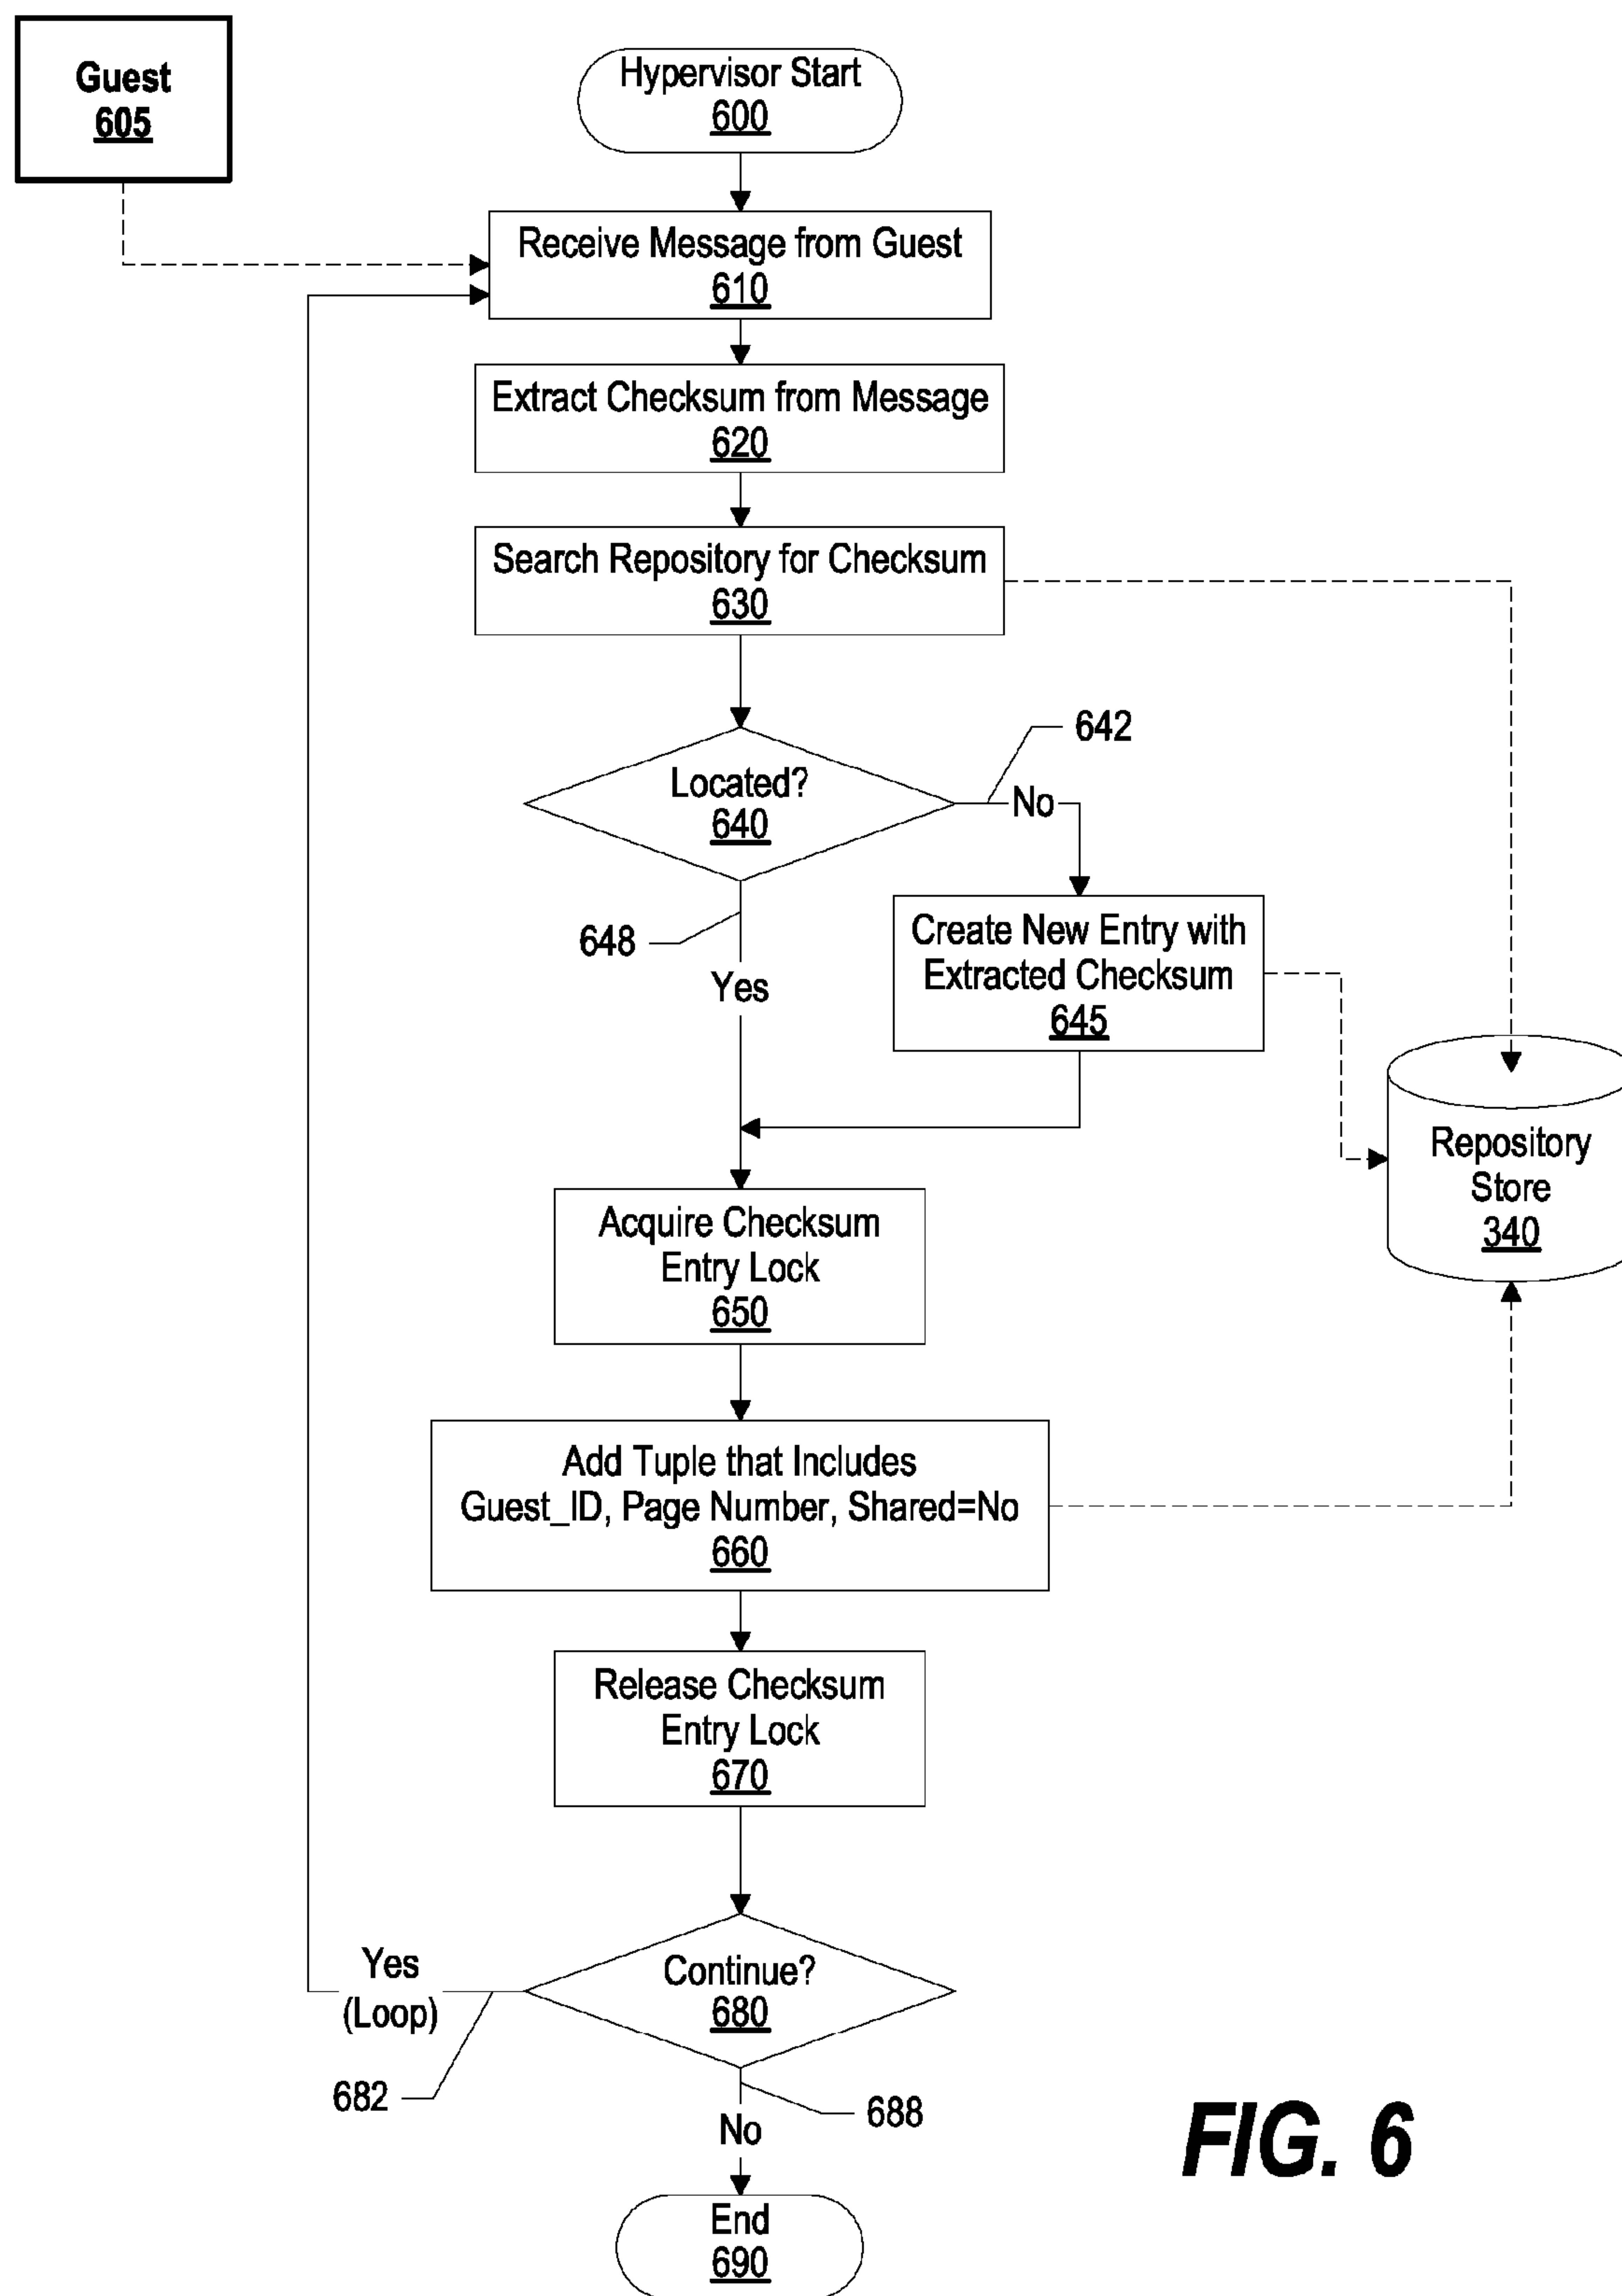 Guest
605
Hypervisor Start
600
Receive Message from Guest
610
Extract Checksum from Message
620
Search Repository for Checksum
630
642
Located?
640
No
648
Yes
Create New Entry with
Extracted Checksum
645
Repository
Store
340
Acquire Checksum
Entry Lock
650
Add Tuple that Includes
Guest_ID, Page Number, Shared=No
660
Release Checksum
Entry Lock
670
Yes
(Loop)
Continue?
680
682
688
No
End
690
FIG. 6